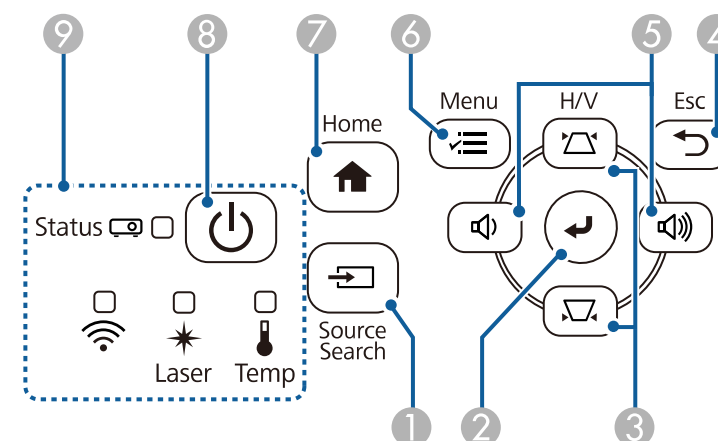 9 8 7 6 5 4
Menu H/V Esc
Home
Status
Source
Search
Laser Temp
1 2 3